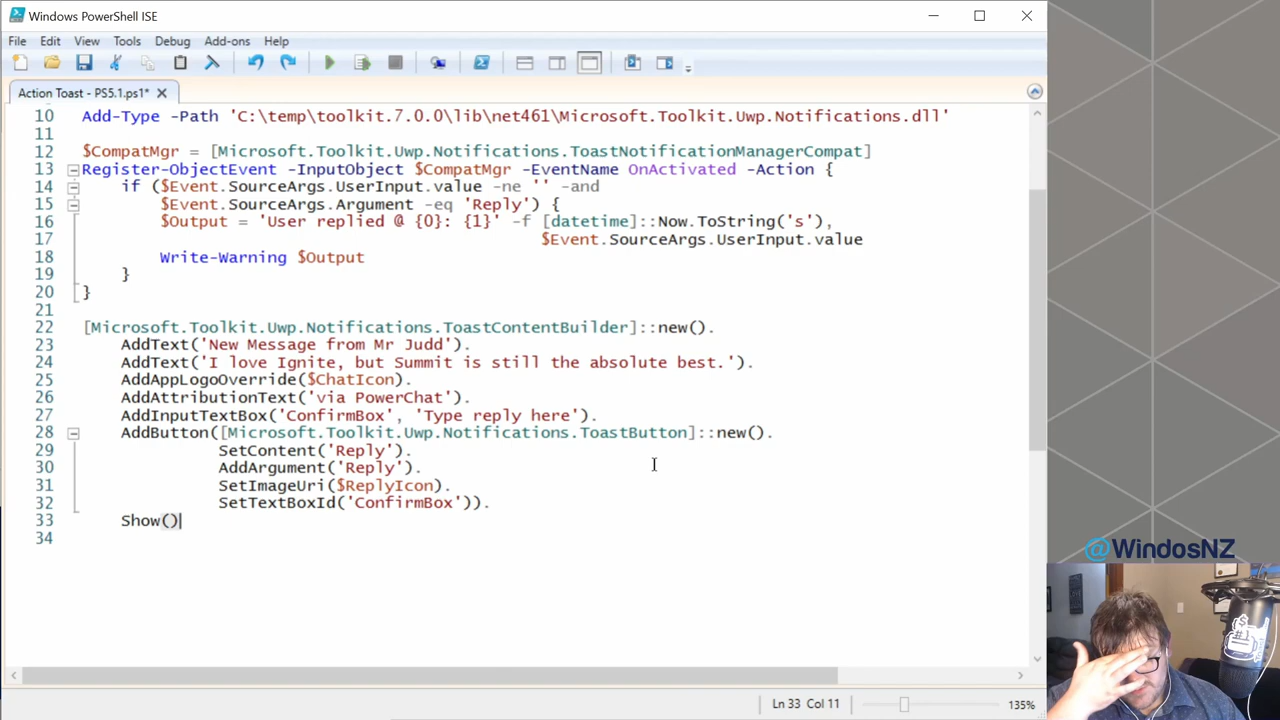 Windows PowerShell ISE
File Edit View Tools Debug Add-ons Help
Action Toast - PS5.1.ps1*
10 Add-Type -Path 'C:\temp\toolkit.7.0.0\lib\net461\Microsoft.Toolkit.Uwp.Notifications.dll'
11
12 $CompatMgr = [Microsoft.Toolkit.Uwp.Notifications.ToastNotificationManagerCompat]
13 Register-ObjectEvent -InputObject $CompatMgr -EventName OnActivated -Action {
14 if ($Event.SourceArgs.UserInput.value -ne '' -and
15 $Event.SourceArgs.Argument -eq 'Reply') {
16 $Output = 'User replied @ {0}: {1}' -f [datetime]::Now.ToString('s'),
17 $Event.SourceArgs.UserInput.value
18 Write-Warning $Output
19 }
20 }
21
22 [Microsoft.Toolkit.Uwp.Notifications.ToastContentBuilder]::new().
23 AddText('New Message from Mr Judd').
24 AddText('I love Ignite, but Summit is still the absolute best.').
25 AddAppLogoOverride($ChatIcon).
26 AddAttributionText('via PowerChat').
27 AddInputTextBox('ConfirmBox', 'Type reply here').
28 AddButton([Microsoft.Toolkit.Uwp.Notifications.ToastButton]::new().
29 SetContent('Reply').
30 AddArgument('Reply').
31 SetImageUri($ReplyIcon).
32 SetTextBoxId('ConfirmBox')).
33 Show()
34
@WindosNZ
Ln 33 Col 11
135%